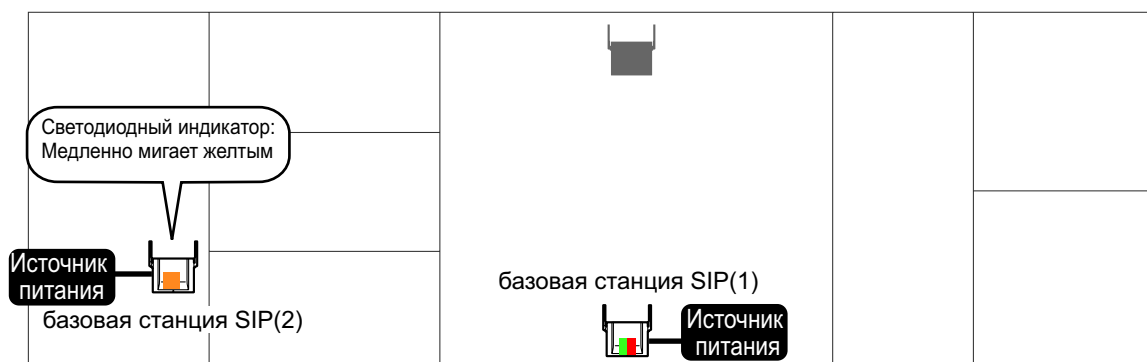 Светодиодный индикатор:
Медленно мигает желтым
Источник
питания
базовая станция SIP(2)
базовая станция SIP(1)
Источник
питания